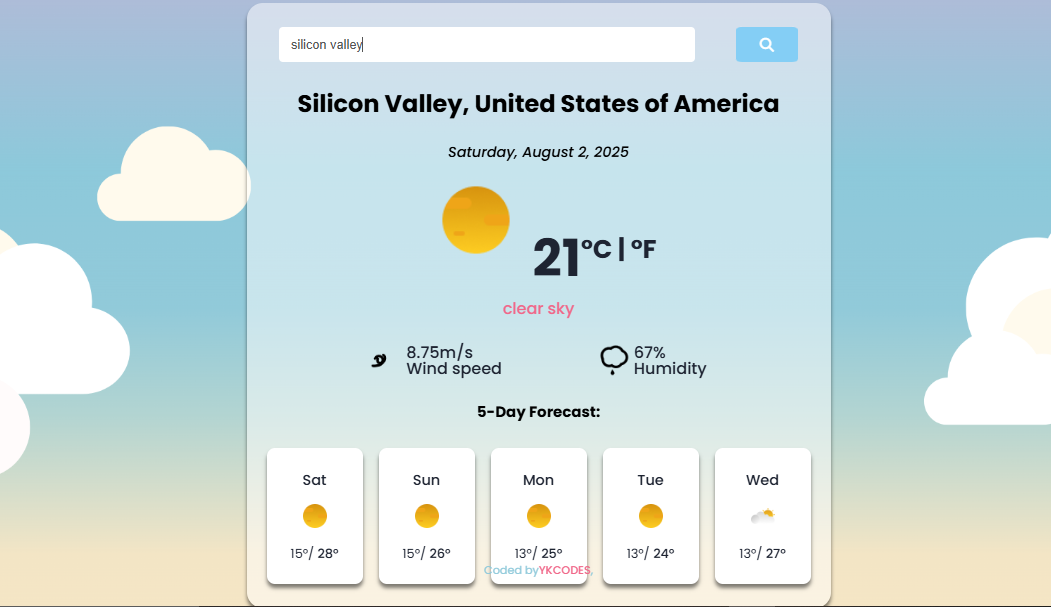 silicon valley
Silicon Valley, United States of America
Saturday, August 2, 2025
21°C | °F
clear sky
8.75m/s
Wind speed
67%
Humidity
5-Day Forecast:
Sat
15°/ 28°
Sun
15°/ 26°
Mon
13°/ 25°
Tue
13°/ 24°
Wed
13°/ 27°
Coded byYKCODES,